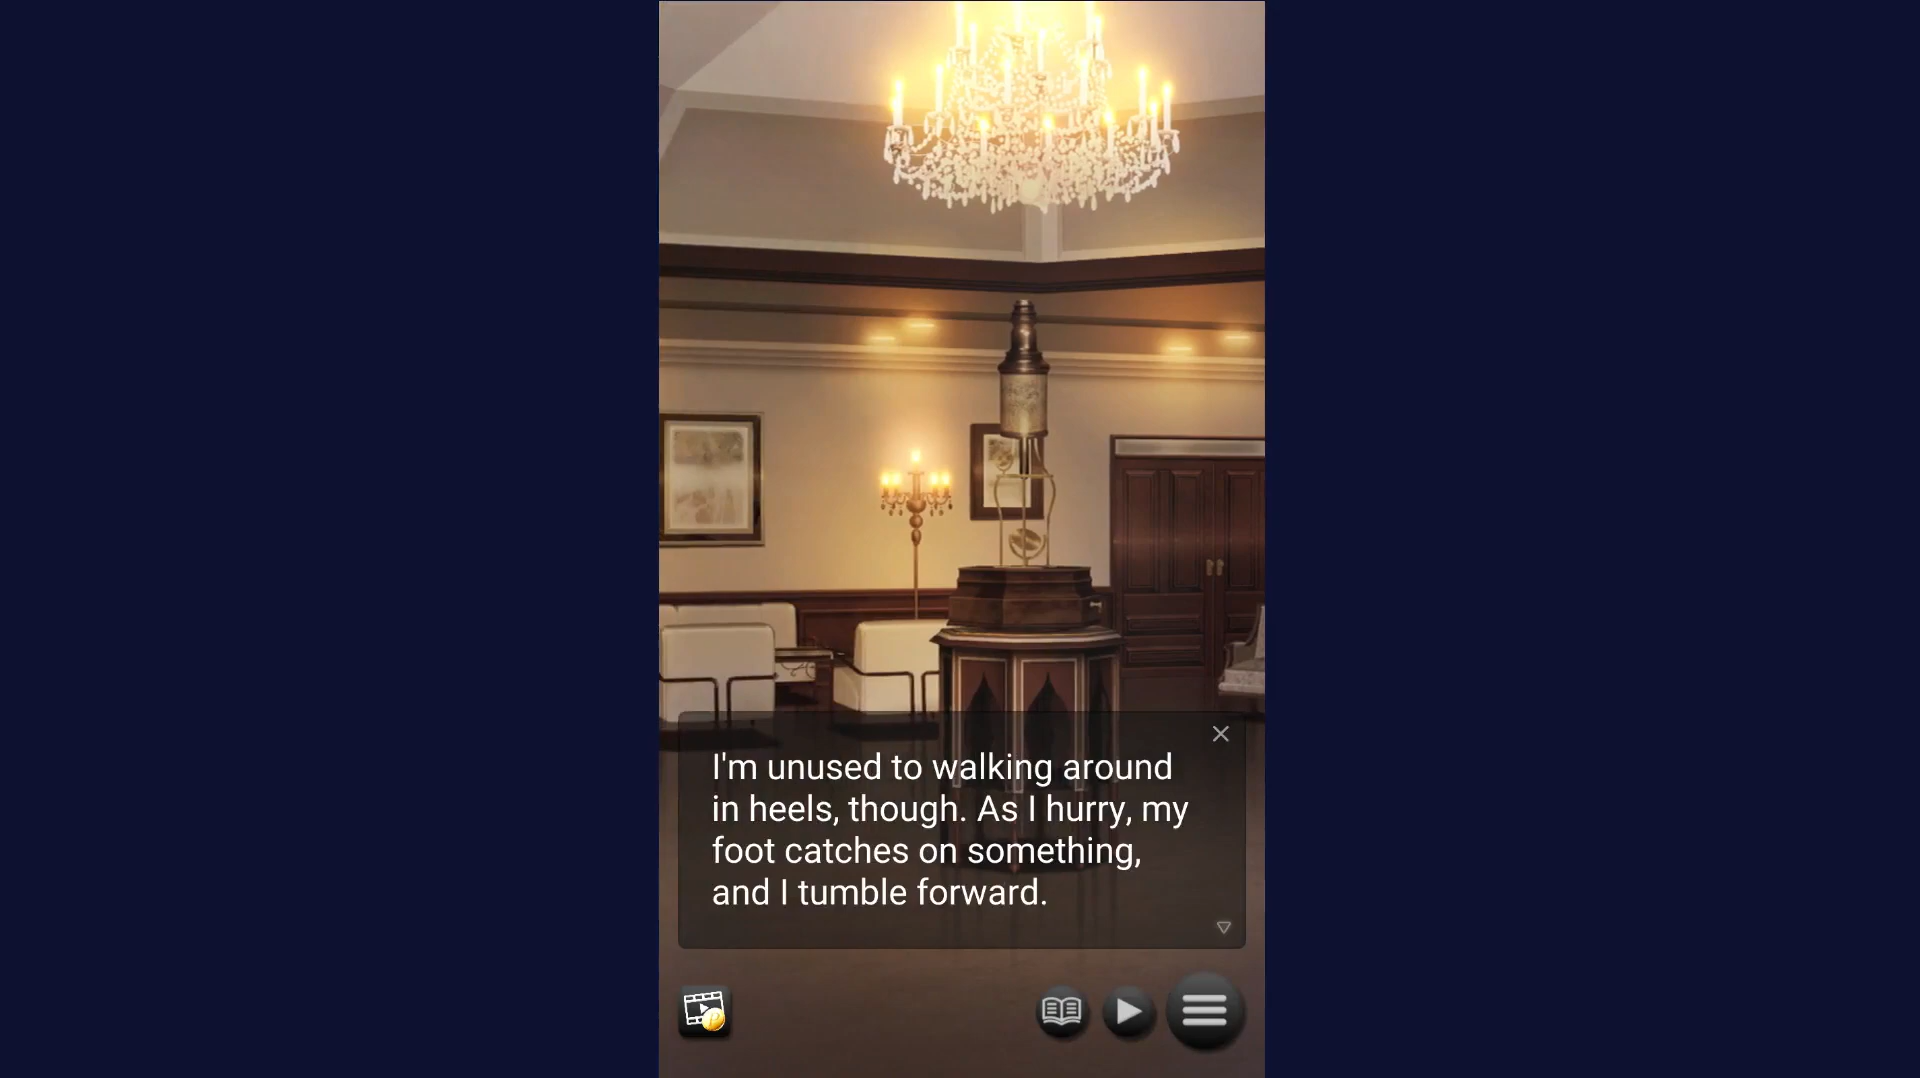 I'm unused to walking around
in heels, though. As I hurry, my
foot catches on something,
and I tumble forward.